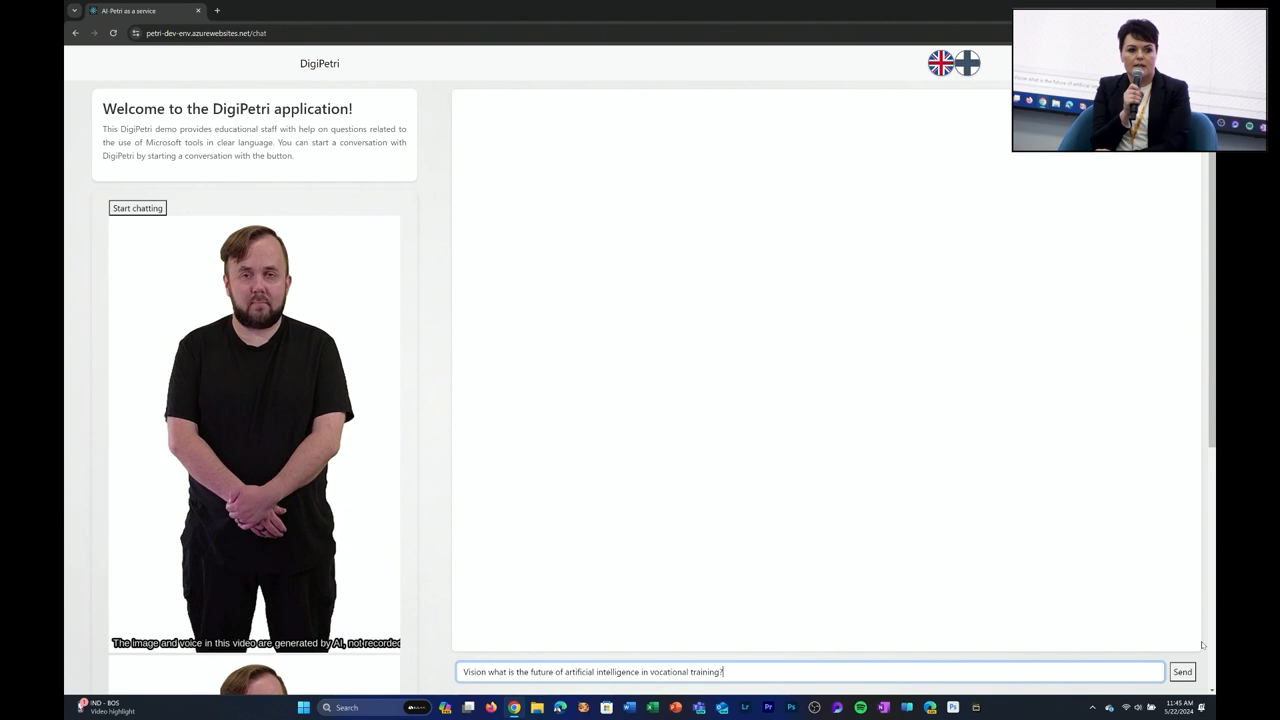 AI-Petri as a service
petri-dev-env.azurewebsites.net/chat
DigiPetri
Welcome to the DigiPetri application!
This DigiPetri demo provides educational staff with help on questions related
to the use of Microsoft tools in clear language. You can start a conversation with
DigiPetri by starting a conversation with the button.
Start chatting
The image and voice in this video are generated by AI, not recorded
Vision what is the future of artificial intelligence in vocational training?
Send
1
IND - BOS
Video highlight
Search
11:45 AM
5/22/2024